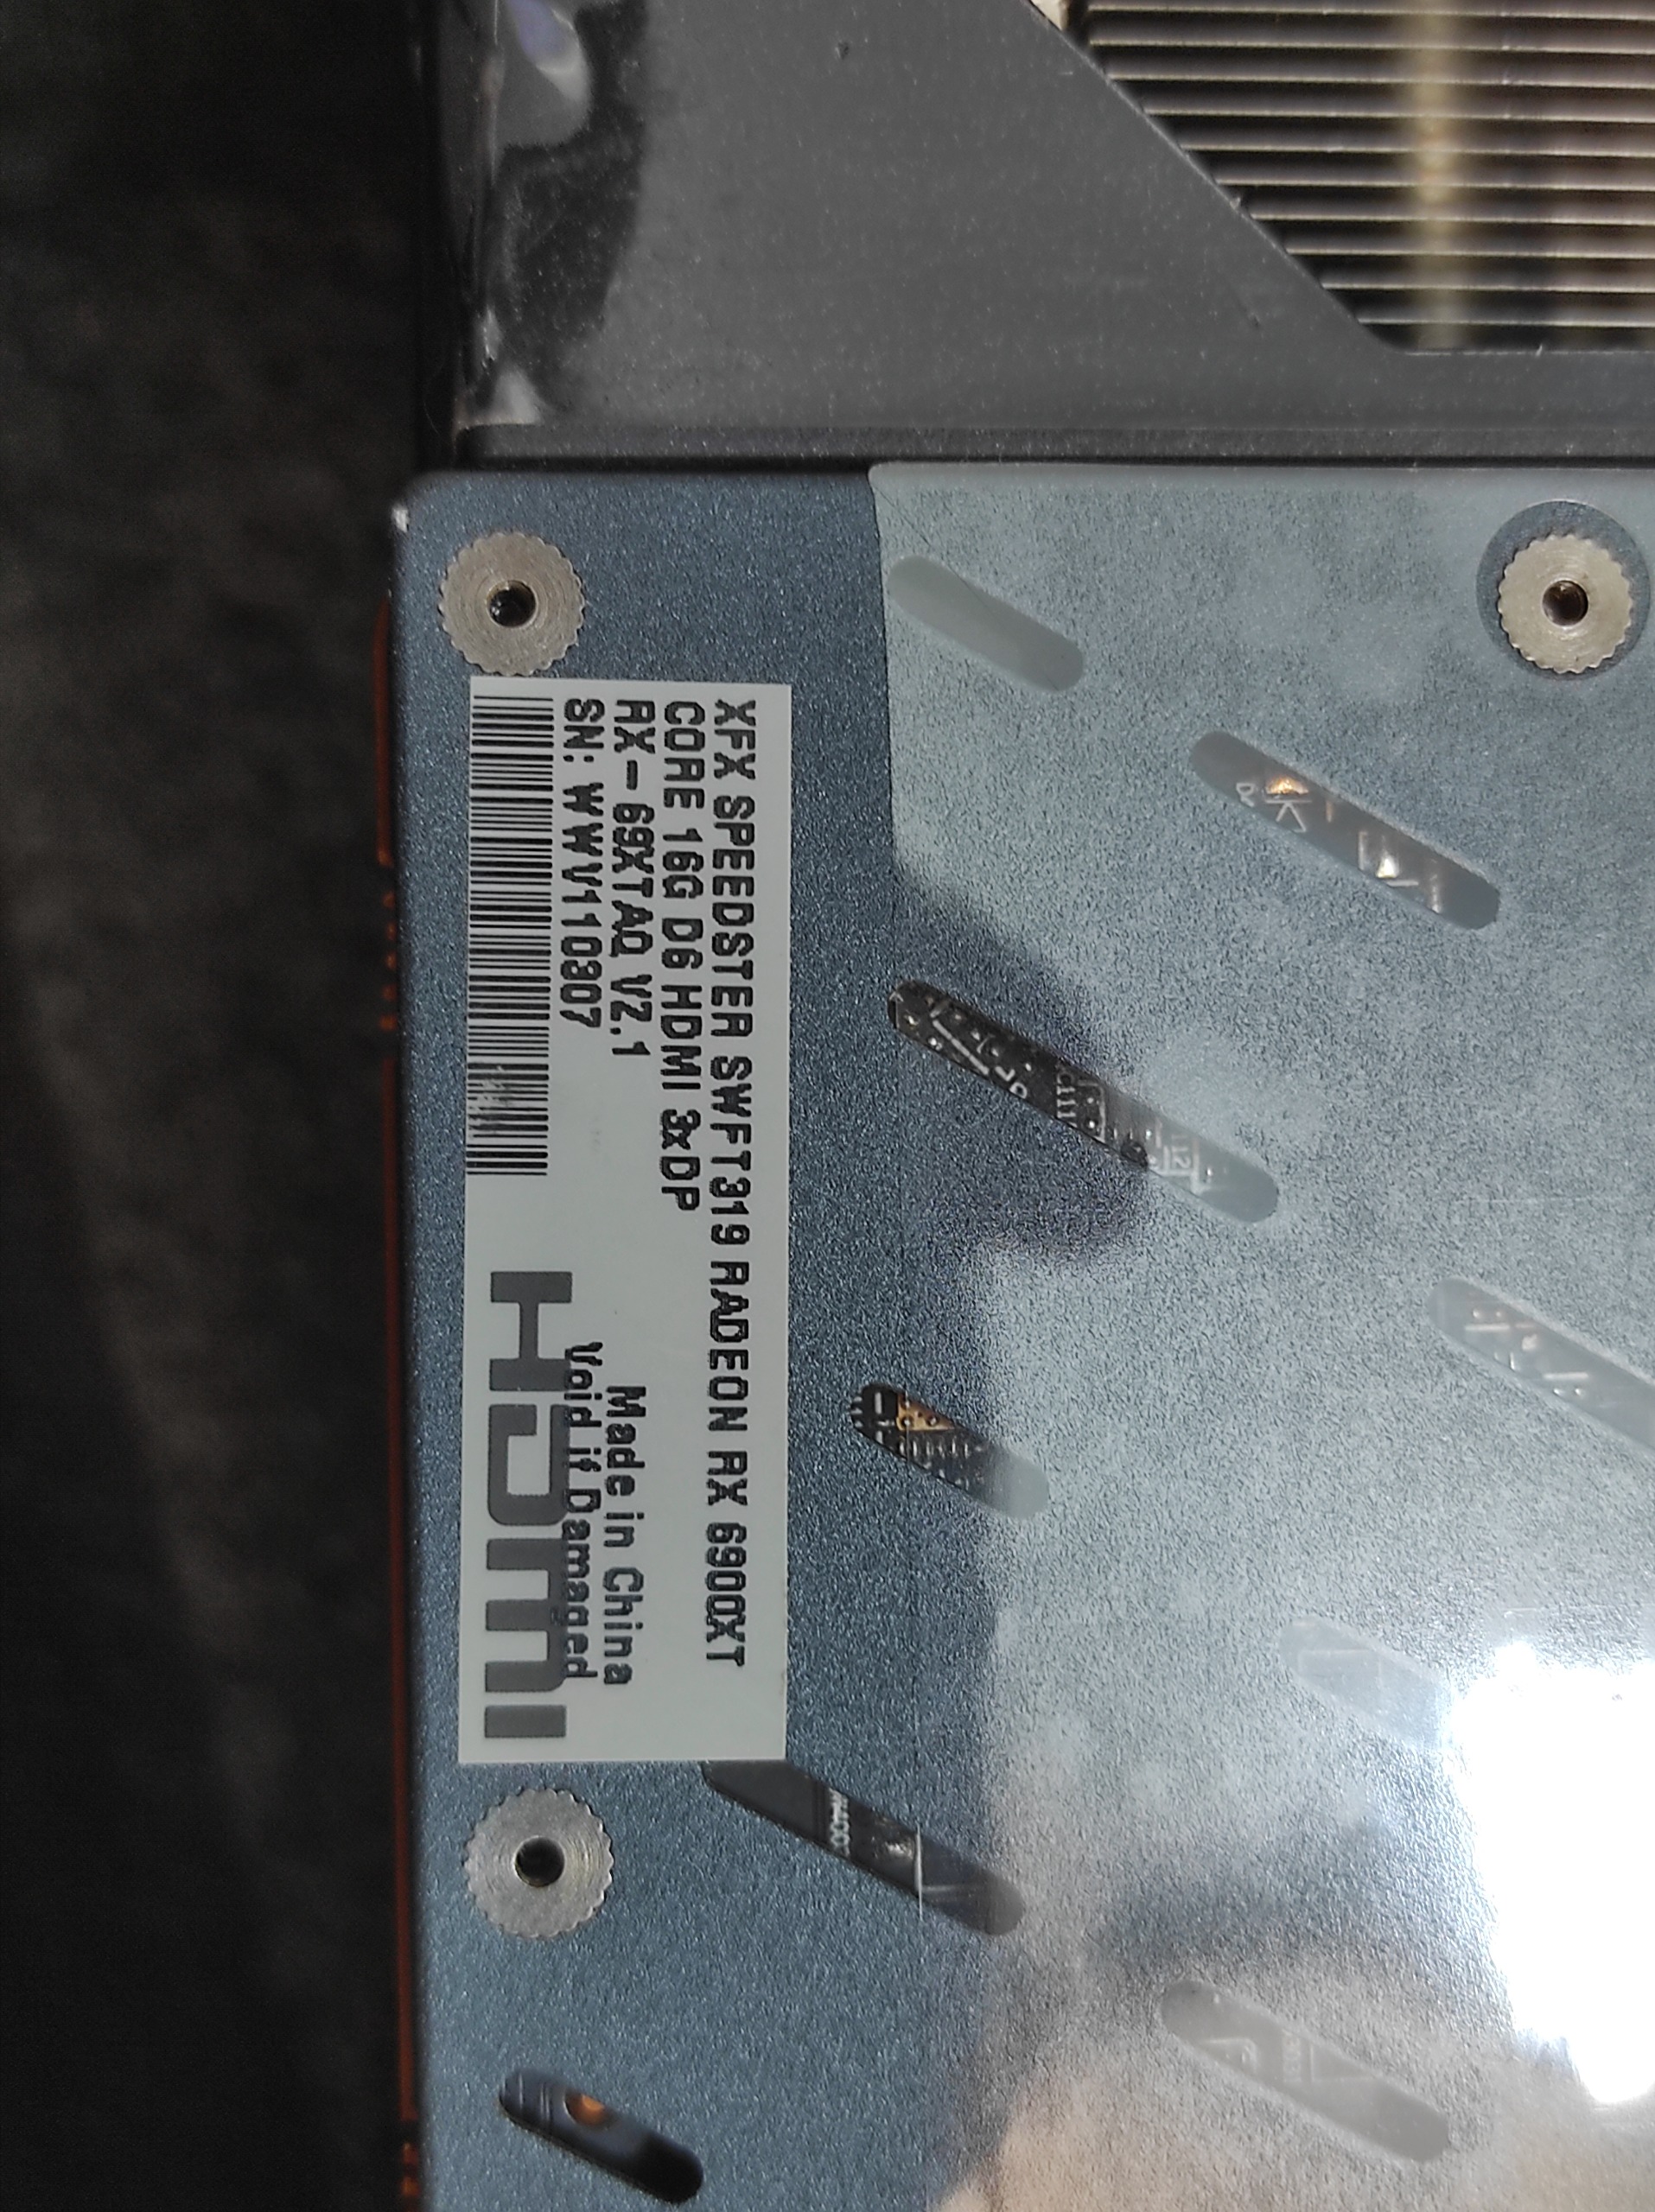 XFX SPEEDSTER SWFT319 RADEON RX 6900XT
CORE 16G D6 HDMI 3xDP
RX-69XTAQ V2.1
SN: WWV110307
Made in China
Void if Damaged
HDMI